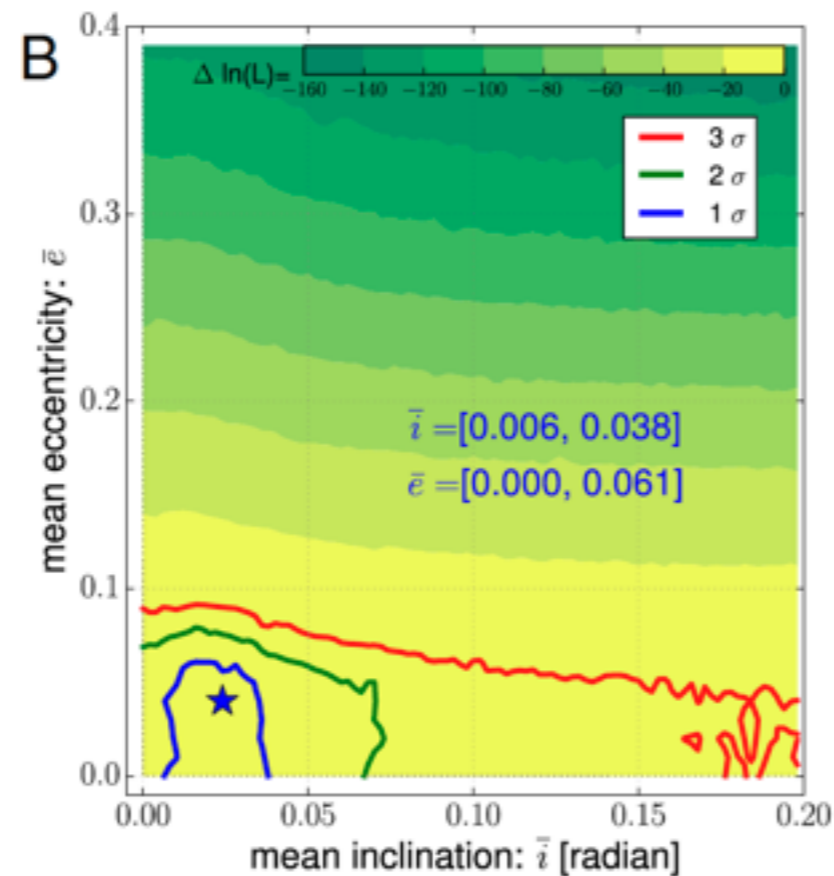 B
Δ ln(L)=
−160 −140 −120 −100 −80 −60 −40 −20 0
3 σ
2 σ
1 σ
0.4
0.3
0.2
0.1
0.0
mean eccentricity: ē
ī =[0.006, 0.038]
ē =[0.000, 0.061]
0.00 0.05 0.10 0.15 0.20
mean inclination: ī [radian]